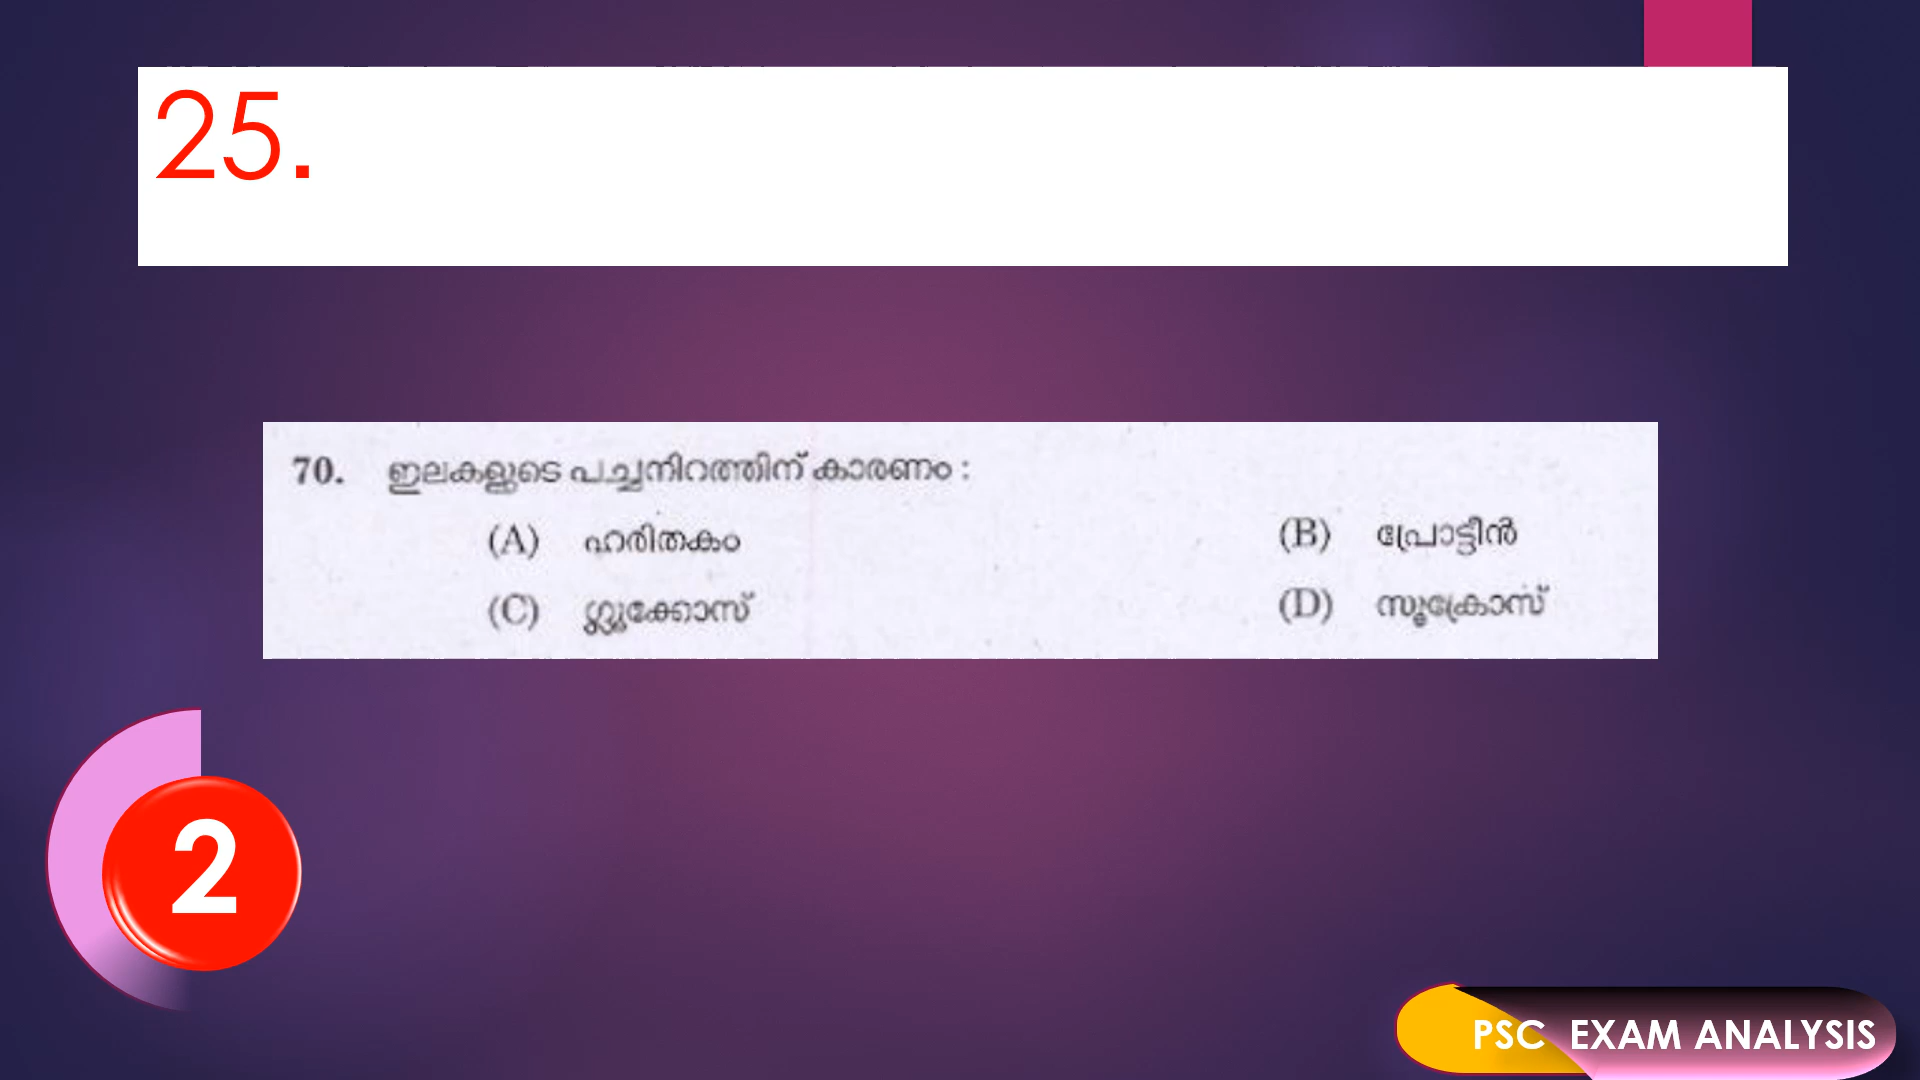 25.
70. ഇലകളുടെ പച്ചനിറത്തിന് കാരണം :
(A) ഹരിതകം (B) പ്രോട്ടീൻ
(C) ഗ്ലൂക്കോസ് (D) സൂക്രോസ്
2
PSC EXAM ANALYSIS